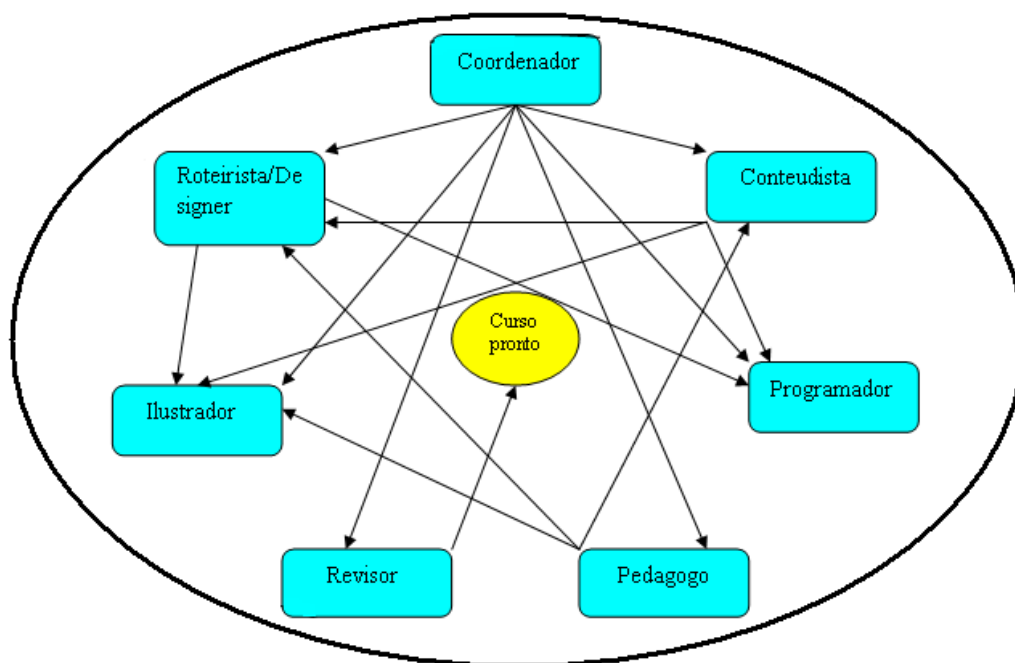 Coordenador
Roteirista/De
signer
Conteudista
Curso
pronto
Ilustrador
Programador
Revisor
Pedagogo